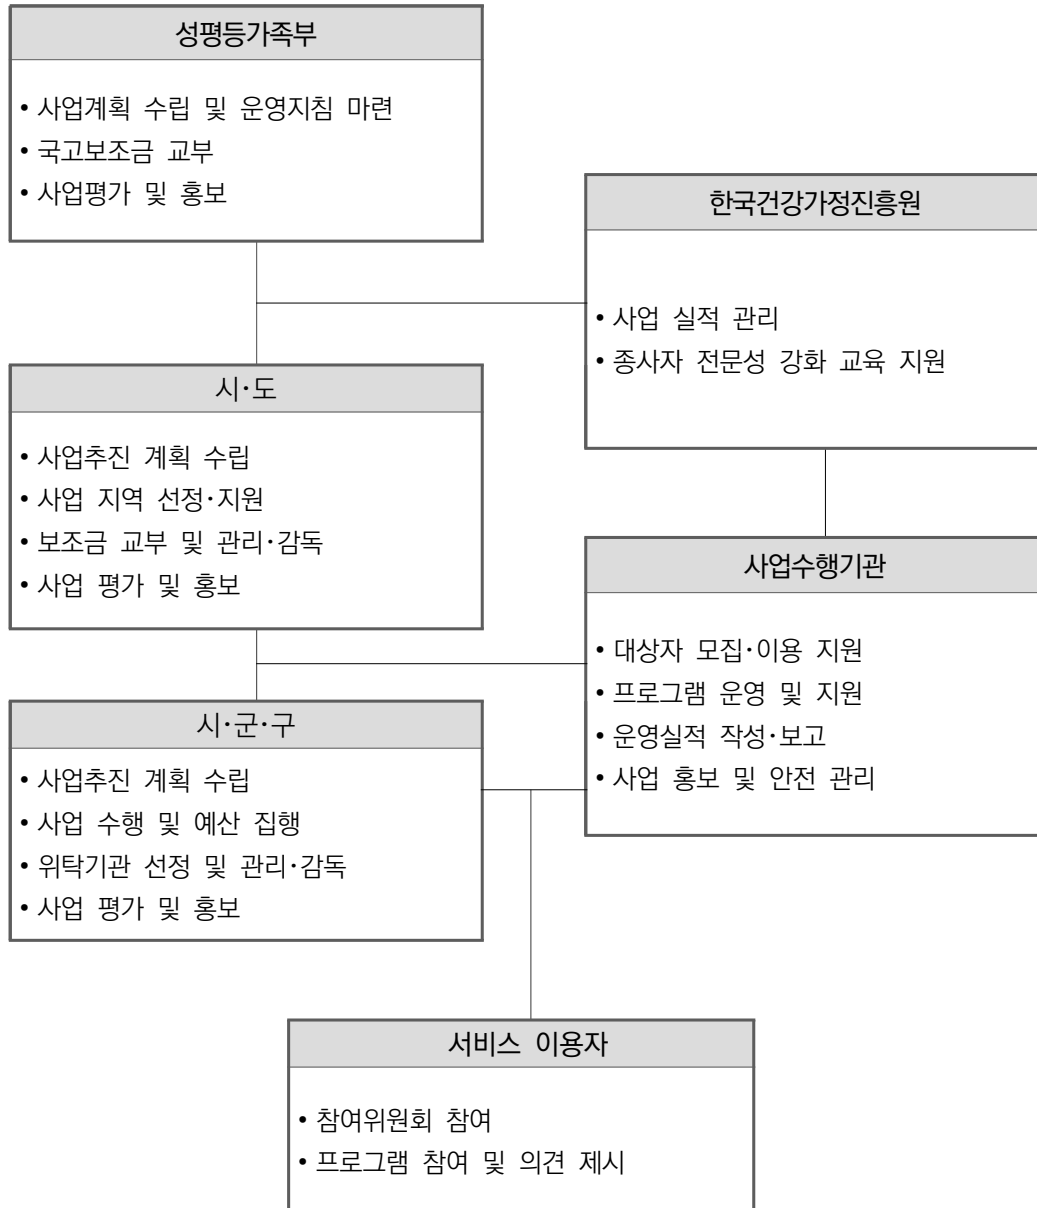 성평등가족부
• 사업계획 수립 및 운영지침 마련
• 국고보조금 교부
• 사업평가 및 홍보
한국건강가정진흥원
• 사업 실적 관리
• 종사자 전문성 강화 교육 지원
시·도
• 사업추진 계획 수립
• 사업 지역 선정·지원
• 보조금 교부 및 관리·감독
• 사업 평가 및 홍보
사업수행기관
• 대상자 모집·이용 지원
• 프로그램 운영 및 지원
• 운영실적 작성·보고
• 사업 홍보 및 안전 관리
시·군·구
• 사업추진 계획 수립
• 사업 수행 및 예산 집행
• 위탁기관 선정 및 관리·감독
• 사업 평가 및 홍보
서비스 이용자
• 참여위원회 참여
• 프로그램 참여 및 의견 제시